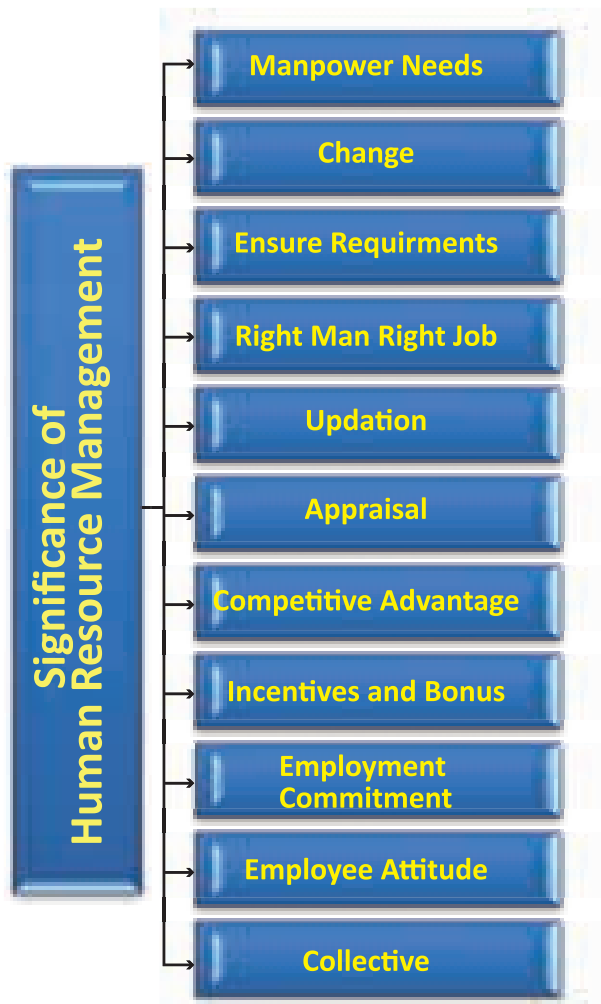 Significance of
Human Resource Management
Manpower Needs
Change
Ensure Requirments
Right Man Right Job
Updation
Appraisal
Competitive Advantage
Incentives and Bonus
Employment
Commitment
Employee Attitude
Collective